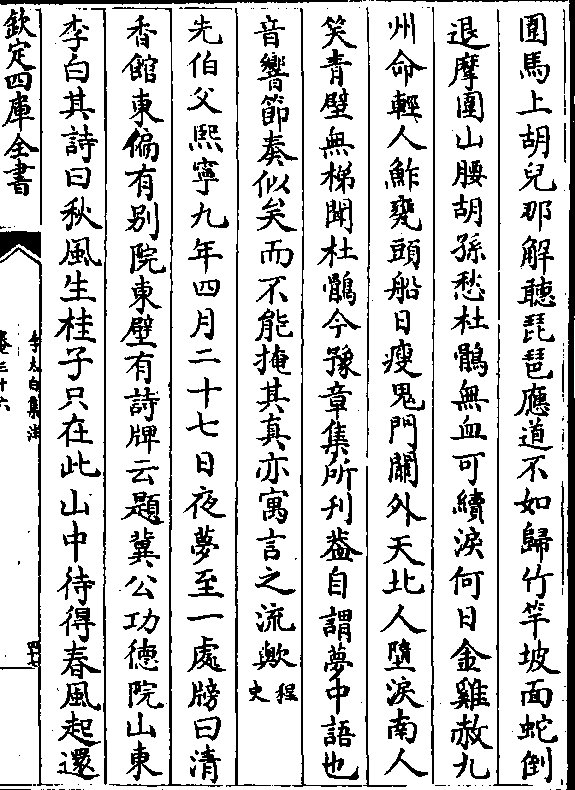 圍馬上胡兒那解聽琵琶應道不如歸竹竿坡面蛇倒
退摩圍山腰胡孫愁杜鵑無血可續淚何日金雞赦九
州命輕人鮓甕頭船日瘦鬼門關外天北人墮淚南人
笑青壁無梯聞杜鵑今豫章集所刋葢自謂夢中語也
音響節奏似矣而不能掩其真亦寓言之流歟程史
先伯父熙寧九年四月二十七日夜夢至一處牓曰清
香館東偏有別院東壁有詩牌云題冀公功德院山東
李白其詩曰秋風生桂子只在此山中待得春風起還
欽定四庫全書
李太白集注
卷三十六